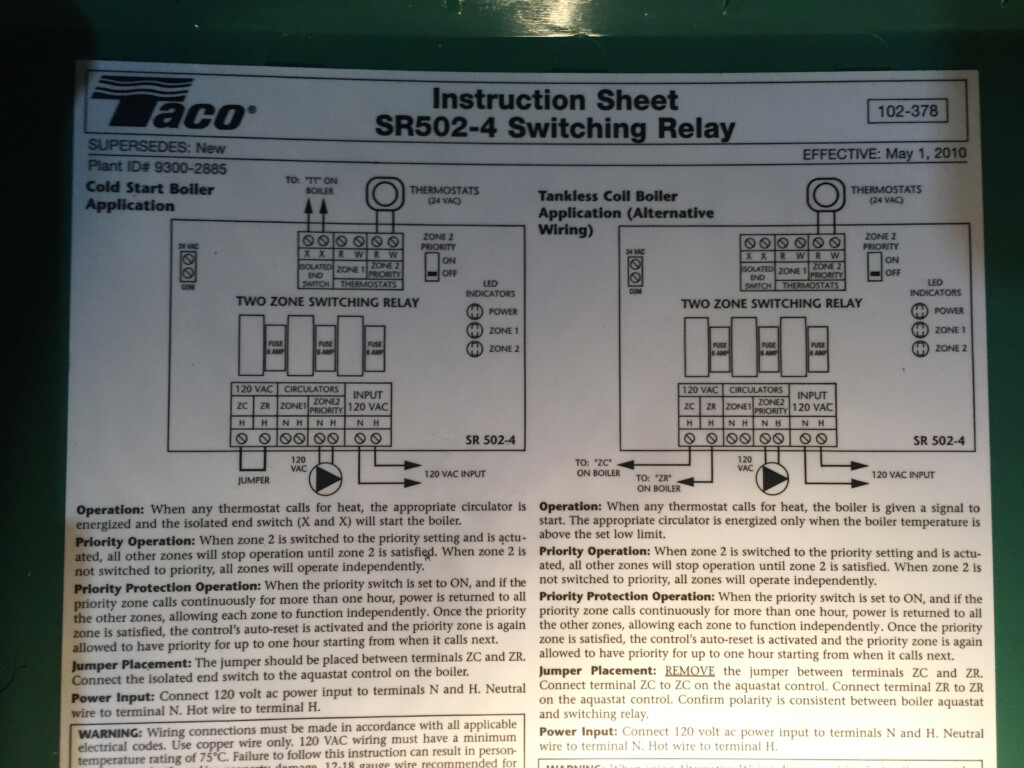 Taco®
Instruction Sheet
SR502-4 Switching Relay
102-378
SUPERSEDES: New
EFFECTIVE: May 1, 2010
Plant ID# 9300-2885
Cold Start Boiler
Application
TO: "TT" ON
BOILER
THERMOSTATS
(24 VAC)
24 VAC
COM
X X R W R W
ISOLATED
END
SWITCH
ZONE 1
ZONE 2
PRIORITY
THERMOSTATS
ZONE 2
PRIORITY
ON
OFF
LED
INDICATORS
POWER
ZONE 1
ZONE 2
TWO ZONE SWITCHING RELAY
FUSE
6 AMP
FUSE
6 AMP
FUSE
6 AMP
120 VAC
CIRCULATORS
INPUT
120 VAC
ZC
ZR
ZONE1
ZONE2
PRIORITY
H H N H N H N H
SR 502-4
JUMPER
120
VAC
120 VAC INPUT
Operation: When any thermostat calls for heat, the appropriate circulator is
energized and the isolated end switch (X and X) will start the boiler.
Priority Operation: When zone 2 is switched to the priority setting and is actu-
ated, all other zones will stop operation until zone 2 is satisfied. When zone 2 is
not switched to priority, all zones will operate independently.
Priority Protection Operation: When the priority switch is set to ON, and if the
priority zone calls continuously for more than one hour, power is returned to all
the other zones, allowing each zone to function independently. Once the priority
zone is satisfied, the control's auto-reset is activated and the priority zone is again
allowed to have priority for up to one hour starting from when it calls next.
Jumper Placement: The jumper should be placed between terminals ZC and ZR.
Connect the isolated end switch to the aquastat control on the boiler.
Power Input: Connect 120 volt ac power input to terminals N and H. Neutral
wire to terminal N. Hot wire to terminal H.
WARNING: Wiring connections must be made in accordance with all applicable
electrical codes. Use copper wire only. 120 VAC wiring must have a minimum
temperature rating of 75°C. Failure to follow this instruction can result in person-
damage. 12-18 gauge wire recommended for
Tankless Coil Boiler
Application (Alternative
Wiring)
THERMOSTATS
(24 VAC)
24 VAC
COM
X X R W R W
ISOLATED
END
SWITCH
ZONE 1
ZONE 2
PRIORITY
THERMOSTATS
ZONE 2
PRIORITY
ON
OFF
LED
INDICATORS
POWER
ZONE 1
ZONE 2
TWO ZONE SWITCHING RELAY
FUSE
6 AMP
FUSE
6 AMP
FUSE
6 AMP
120 VAC
CIRCULATORS
INPUT
120 VAC
ZC
ZR
ZONE1
ZONE2
PRIORITY
H H N H N H N H
SR 502-4
TO: "ZC"
ON BOILER
TO: "ZR"
ON BOILER
120
VAC
120 VAC INPUT
Operation: When any thermostat calls for heat, the boiler is given a signal to
start. The appropriate circulator is energized only when the boiler temperature is
above the set low limit.
Priority Operation: When zone 2 is switched to the priority setting and is actu-
ated, all other zones will stop operation until zone 2 is satisfied. When zone 2 is
not switched to priority, all zones will operate independently.
Priority Protection Operation: When the priority switch is set to ON, and if the
priority zone calls continuously for more than one hour, power is returned to all
the other zones, allowing each zone to function independently. Once the priority
zone is satisfied, the control's auto-reset is activated and the priority zone is again
allowed to have priority for up to one hour starting from when it calls next.
Jumper Placement: REMOVE the jumper between terminals ZC and ZR.
Connect terminal ZC to ZC on the aquastat control. Connect terminal ZR to ZR
on the aquastat control. Confirm polarity is consistent between boiler aquastat
and switching relay.
Power Input: Connect 120 volt ac power input to terminals N and H. Neutral
wire to terminal N. Hot wire to terminal H.